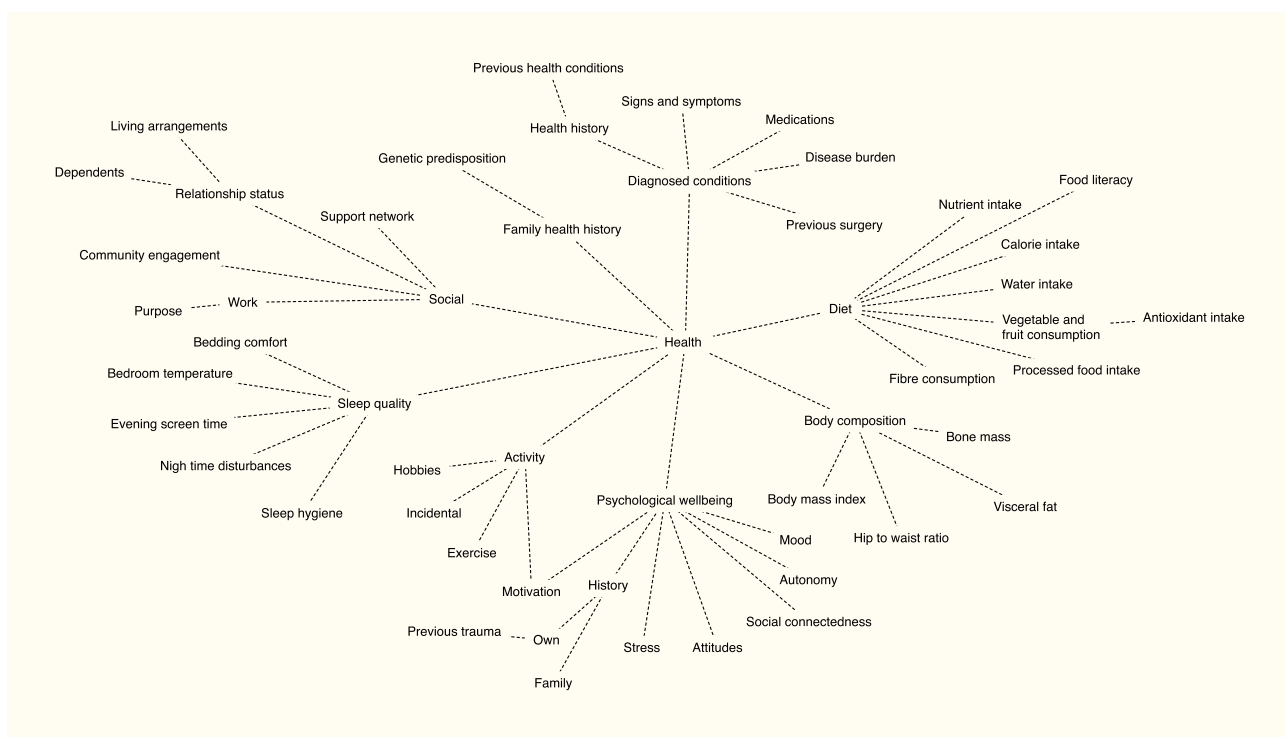 Previous health conditions
Signs and symptoms
Medications
Living arrangements
Health history
Genetic predisposition
Disease burden
Dependents
Diagnosed conditions
Food literacy
Relationship status
Nutrient intake
Support network
Family health history
Previous surgery
Calorie intake
Community engagement
Water intake
Social
Work
Purpose
Diet
Vegetable and
fruit consumption
Antioxidant intake
Bedding comfort
Health
Processed food intake
Bedroom temperature
Fibre consumption
Sleep quality
Evening screen time
Body composition
Bone mass
Nigh time disturbances
Hobbies
Activity
Psychological wellbeing
Body mass index
Visceral fat
Sleep hygiene
Incidental
Hip to waist ratio
Mood
Exercise
Autonomy
Motivation
History
Social connectedness
Previous trauma
Own
Stress
Attitudes
Family